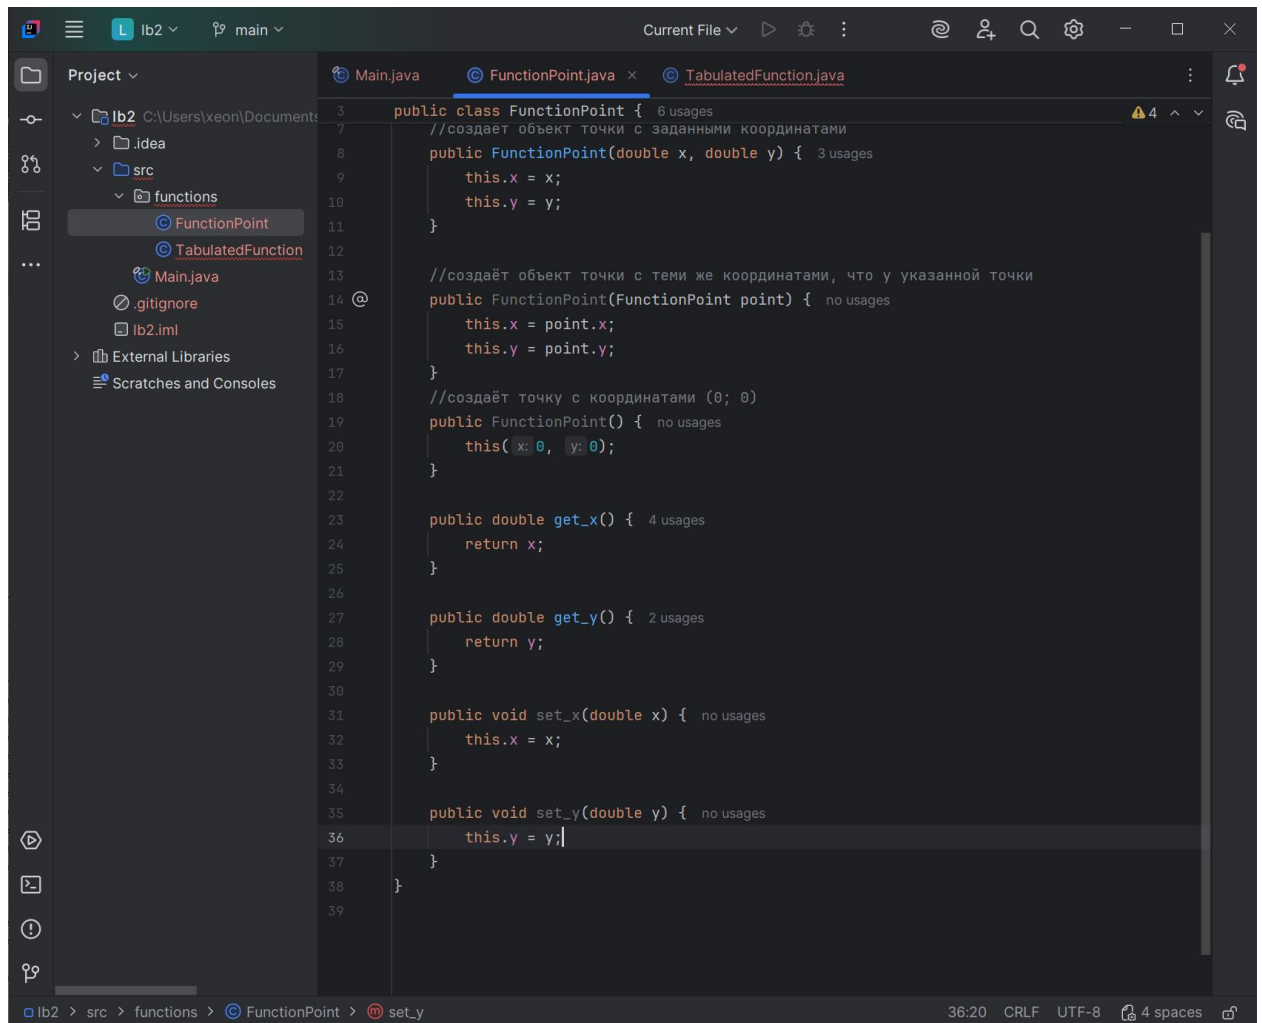 L lb2 main Current File
Project
Main.java FunctionPoint.java × TabulatedFunction.java
lb2 C:\Users\xeon\Documents
.idea
src
functions
FunctionPoint
TabulatedFunction
Main.java
.gitignore
lb2.iml
External Libraries
Scratches and Consoles
3 public class FunctionPoint { 6 usages 4
7 //создаёт объект точки с заданными координатами
8 public FunctionPoint(double x, double y) { 3 usages
9 this.x = x;
10 this.y = y;
11 }
12
13 //создаёт объект точки с теми же координатами, что у указанной точки
14 @ public FunctionPoint(FunctionPoint point) { no usages
15 this.x = point.x;
16 this.y = point.y;
17 }
18 //создаёт точку с координатами (0; 0)
19 public FunctionPoint() { no usages
20 this( x: 0, y: 0);
21 }
22
23 public double get_x() { 4 usages
24 return x;
25 }
26
27 public double get_y() { 2 usages
28 return y;
29 }
30
31 public void set_x(double x) { no usages
32 this.x = x;
33 }
34
35 public void set_y(double y) { no usages
36 this.y = y;
37 }
38 }
39
lb2 > src > functions > FunctionPoint > m set_y 36:20 CRLF UTF-8 4 spaces